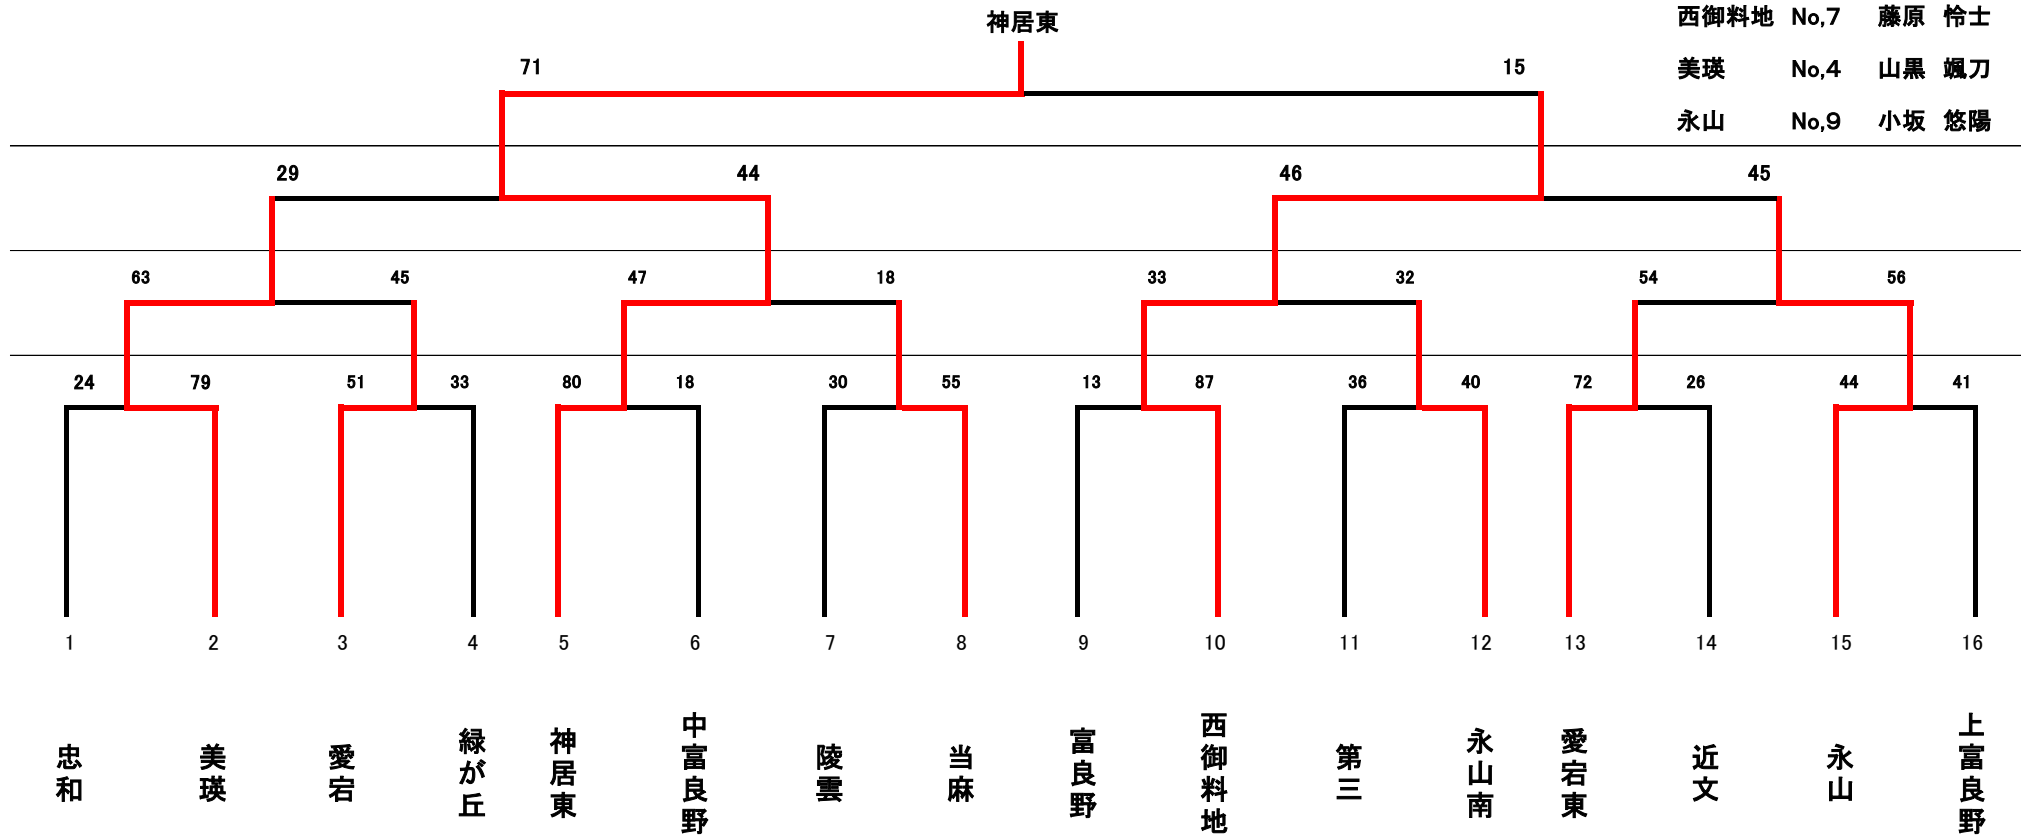 神居東
西御料地 No,7 藤原 怜士
71 15
美瑛 No,4 山黒 颯刀
永山 No,9 小坂 悠陽
29 44 46 45
63 45 47 18 33 32 54 56
24 79 51 33 80 18 30 55 13 87 36 40 72 26 44 41
1 2 3 4 5 6 7 8 9 10 11 12 13 14 15 16
忠和
美瑛
愛宕
緑が丘
神居東
中富良野
陵雲
当麻
富良野
西御料地
第三
永山南
愛宕東
近文
永山
上富良野